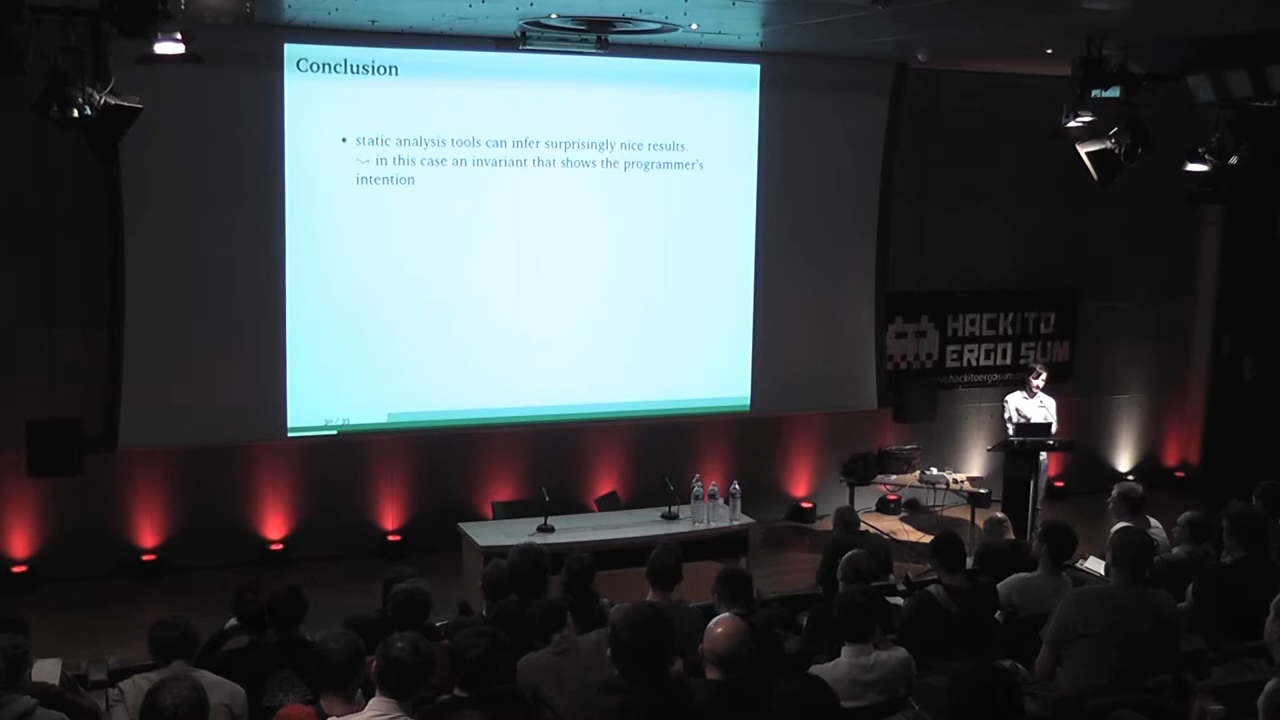 Conclusion
• static analysis tools can infer surprisingly nice results.
⤳ in this case an invariant that shows the programmer's
intention
HACKITO
ERGO SUM